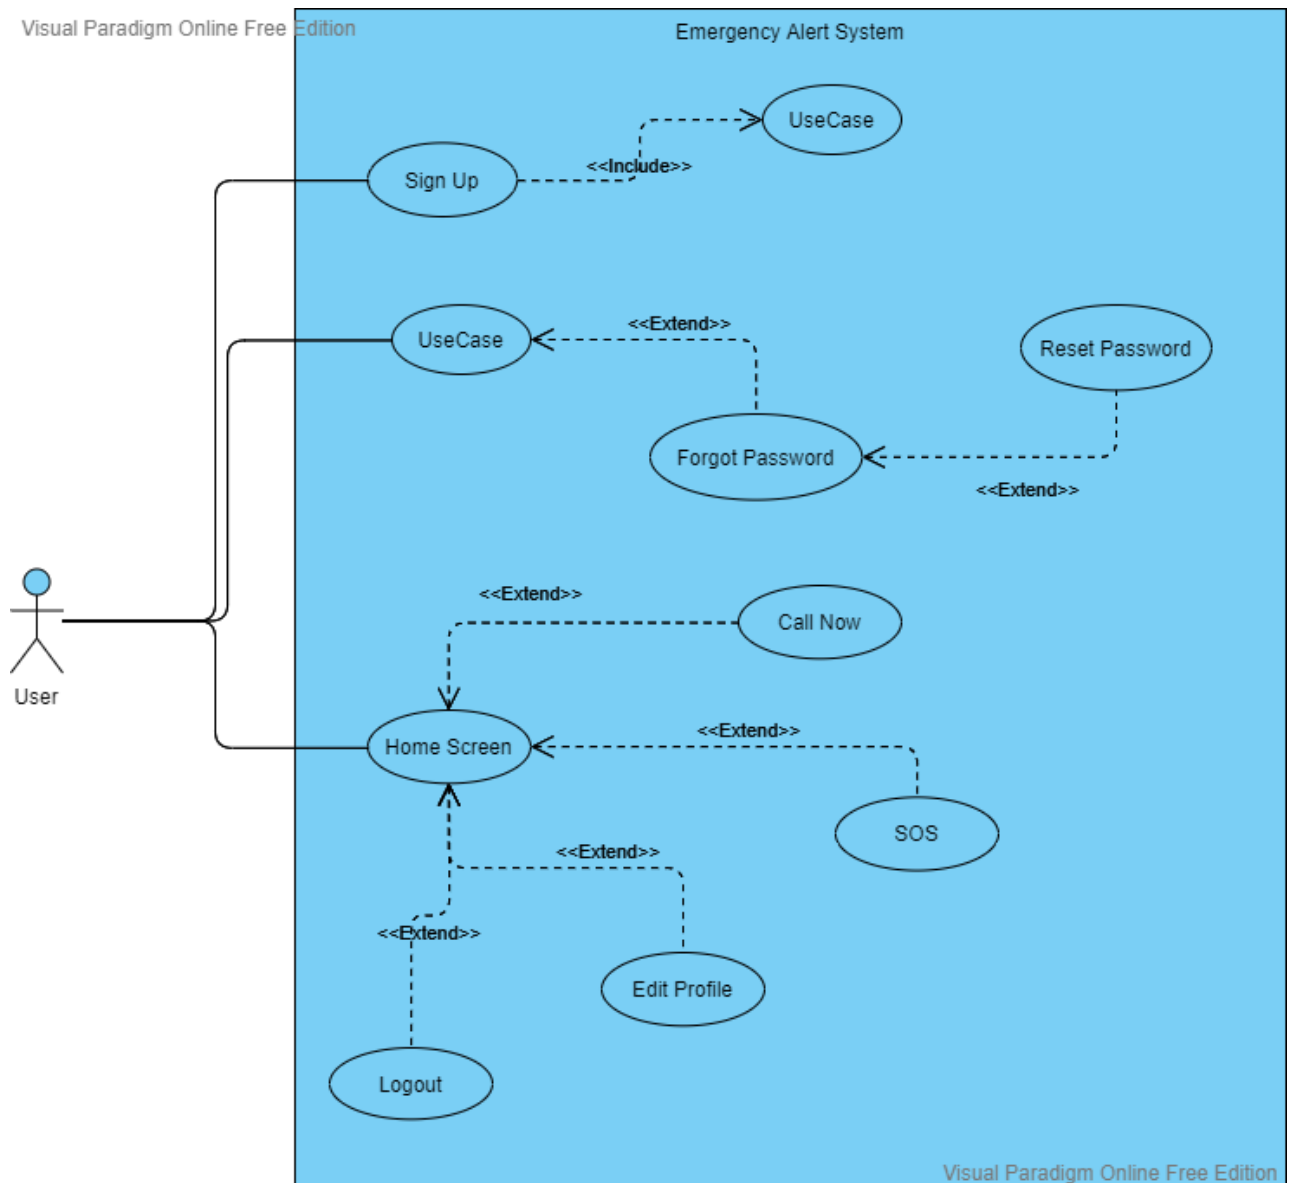 Visual Paradigm Online Free Edition
Emergency Alert System
UseCase
<<Include>>
Sign Up
<<Extend>>
UseCase
Reset Password
Forgot Password
<<Extend>>
<<Extend>>
Call Now
User
<<Extend>>
Home Screen
SOS
<<Extend>>
<<Extend>>
Edit Profile
Logout
Visual Paradigm Online Free Edition